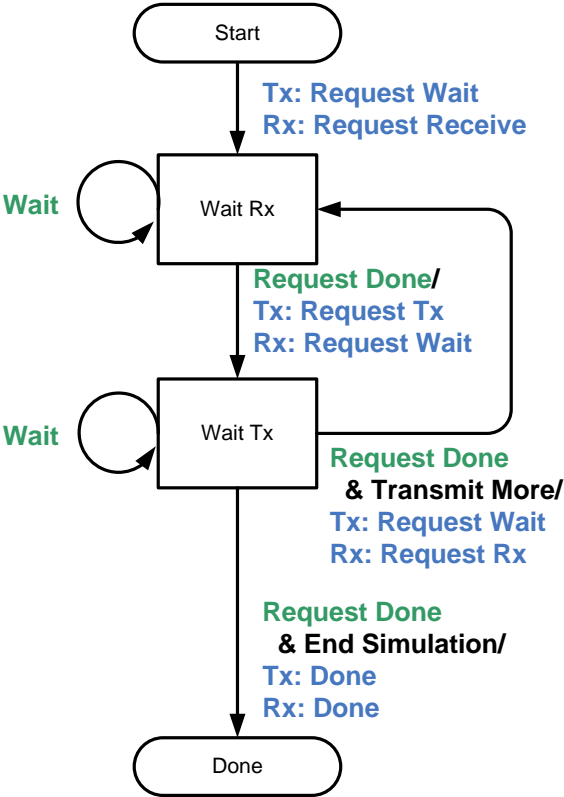 Start
Tx: Request Wait
Rx: Request Receive
Wait
Wait Rx
Request Done/
Tx: Request Tx
Rx: Request Wait
Wait
Wait Tx
Request Done
& Transmit More/
Tx: Request Wait
Rx: Request Rx
Request Done
& End Simulation/
Tx: Done
Rx: Done
Done